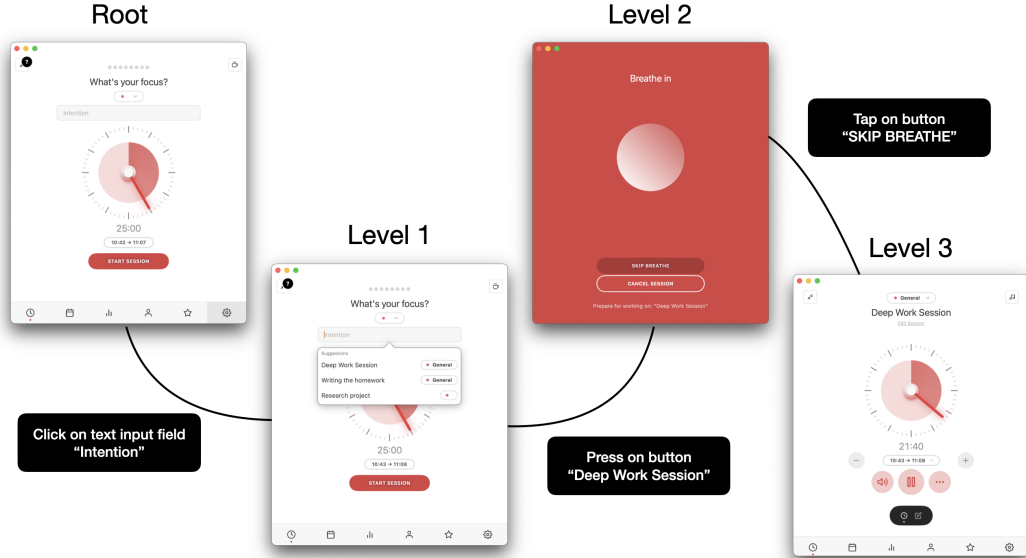 Root
?
What's your focus?
Intention
25:00
10:42 → 11:07
START SESSION
Click on text input field
“Intention”
Level 1
?
What's your focus?
Intention
Suggestions
Deep Work Session
General
Writing the homework
General
Research project
25:00
10:43 → 11:08
START SESSION
Press on button
“Deep Work Session”
Level 2
Breathe in
SKIP BREATHE
CANCEL SESSION
Prepare for working on: "Deep Work Session"
Tap on button
“SKIP BREATHE”
Level 3
General
Deep Work Session
Edit Session
21:40
10:43 → 11:08